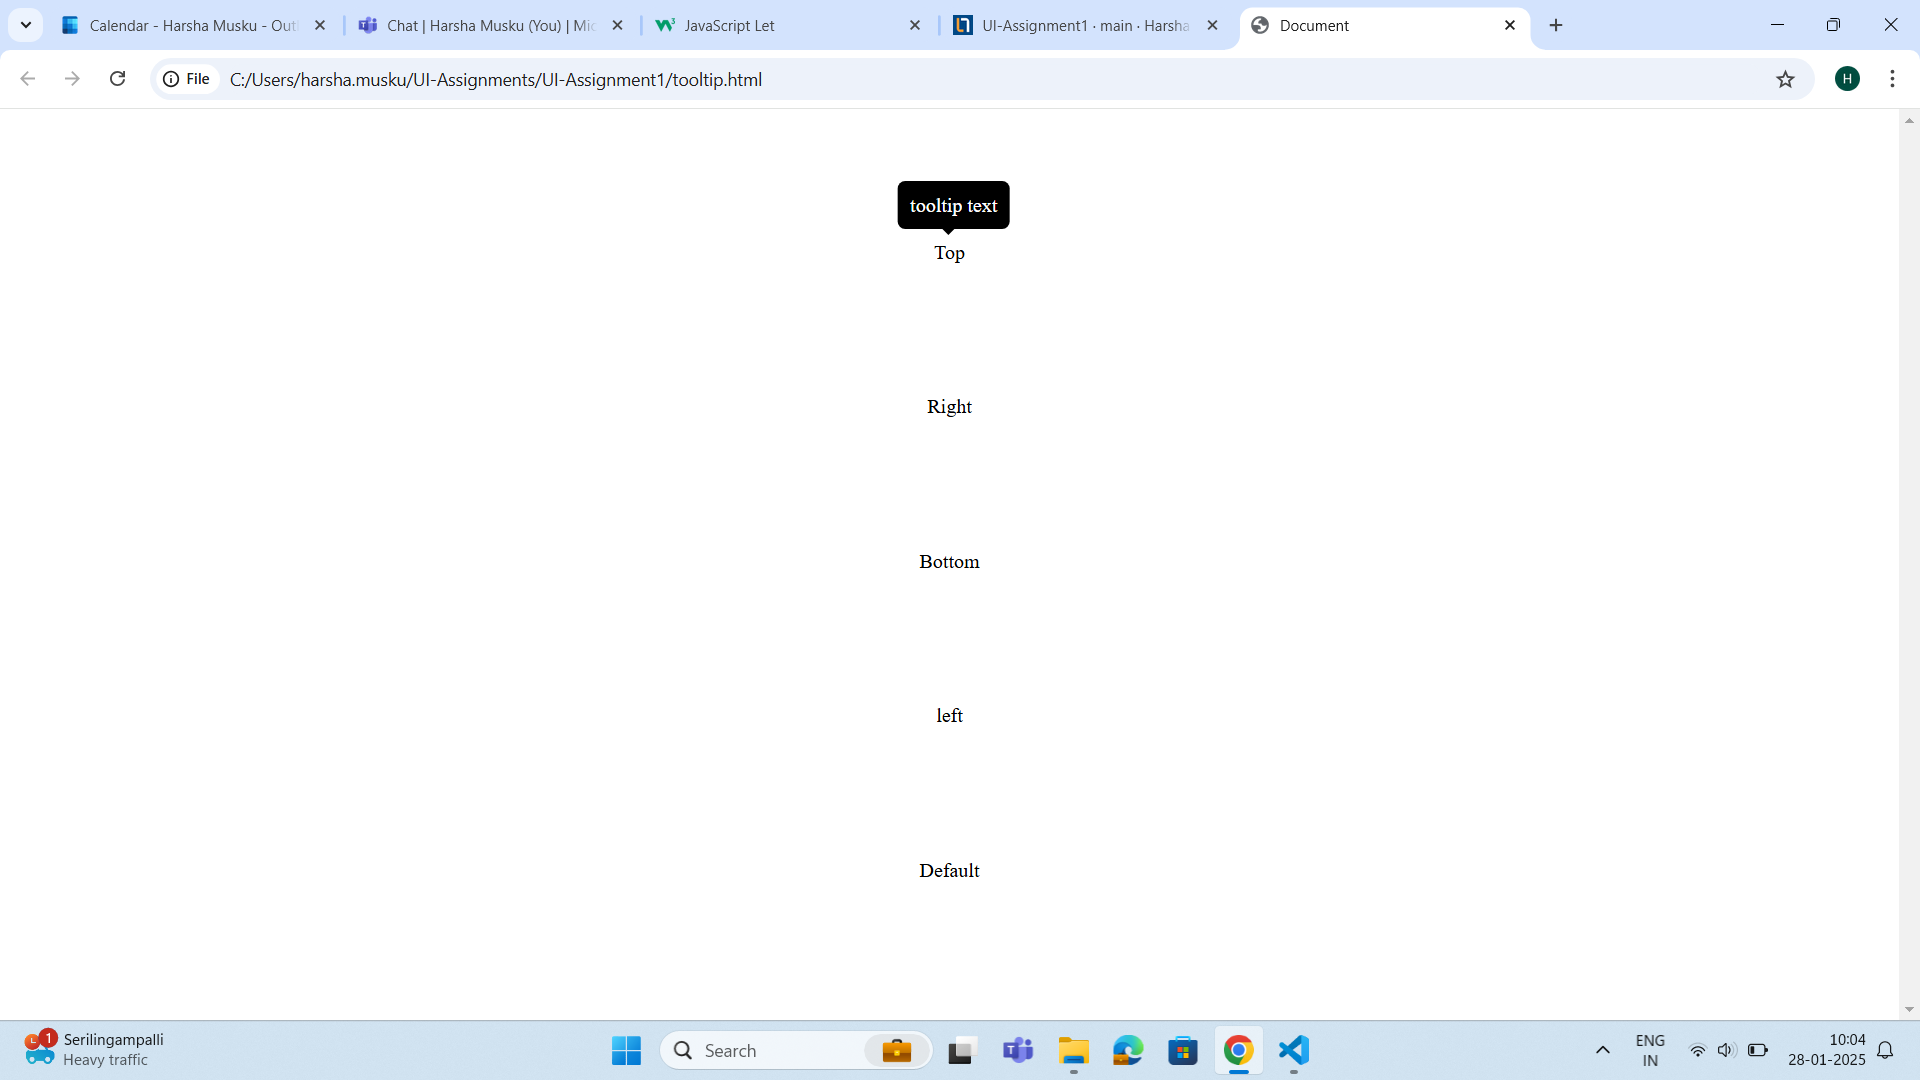 Calendar - Harsha Musku - Out
Chat | Harsha Musku (You) | Mic
JavaScript Let
UI-Assignment1 · main · Harsha
Document
File
C:/Users/harsha.musku/UI-Assignments/UI-Assignment1/tooltip.html
H
tooltip text
Top
Right
Bottom
left
Default
1
Serilingampalli
Heavy traffic
Search
ENG
IN
10:04
28-01-2025